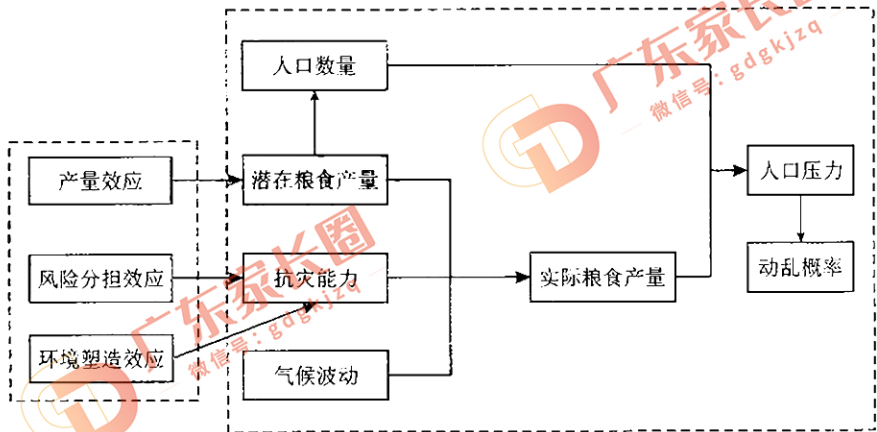 人口数量
产量效应
潜在粮食产量
人口压力
风险分担效应
抗灾能力
实际粮食产量
动乱概率
环境塑造效应
气候波动
广东家长圈
微信号:gdgkjzq
广东家长圈
微信号:gdgkjzq